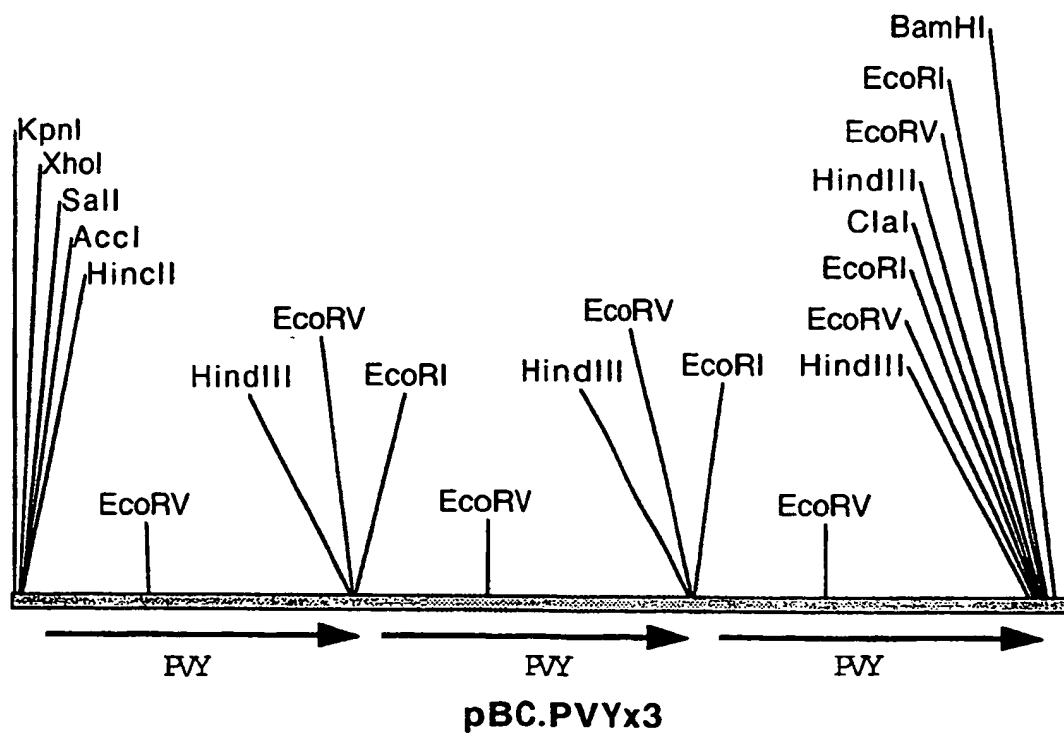 BamHI
EcoRI
EcoRV
HindIII
ClaI
EcoRI
EcoRV
HindIII
KpnI
XhoI
SalI
AccI
HincII
EcoRV
HindIII
EcoRI
EcoRV
HindIII
EcoRI
EcoRV
EcoRV
EcoRV
PVY
PVY
PVY
pBC.PVYx3